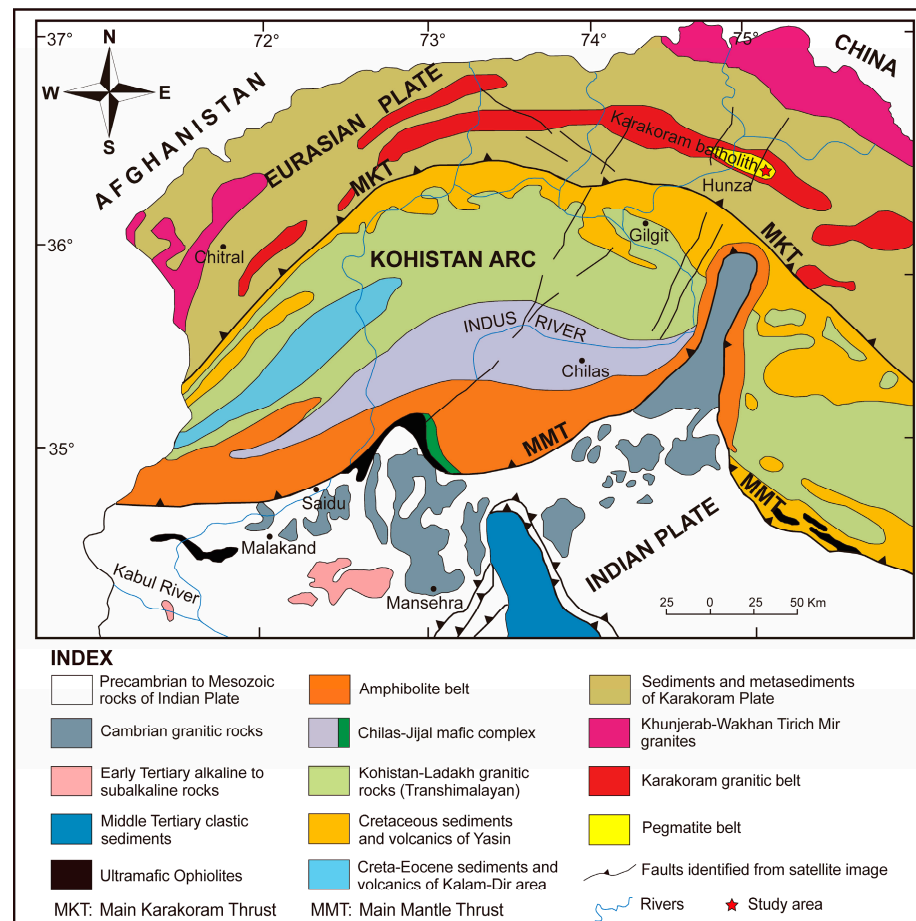 37°
72°
73°
74°
75°
N
W
E
S
CHINA
AFGHANISTAN
EURASIAN PLATE
MKT
Karakoram batholith
Hunza
36°
Chitral
Gilgit
MKT
KOHISTAN ARC
INDUS RIVER
Chilas
35°
MMT
MMT
Saidu
Malakand
INDIAN PLATE
Kabul River
Mansehra
25 0 25 50 Km
INDEX
Precambrian to Mesozoic
rocks of Indian Plate
Cambrian granitic rocks
Early Tertiary alkaline to
subalkaline rocks
Middle Tertiary clastic
sediments
Ultramafic Ophiolites
MKT: Main Karakoram Thrust
Amphibolite belt
Chilas-Jijal mafic complex
Kohistan-Ladakh granitic
rocks (Transhimalayan)
Cretaceous sediments
and volcanics of Yasin
Creta-Eocene sediments and
volcanics of Kalam-Dir area
MMT: Main Mantle Thrust
Sediments and metasediments
of Karakoram Plate
Khunjerab-Wakhan Tirich Mir
granites
Karakoram granitic belt
Pegmatite belt
Faults identified from satellite image
Rivers
Study area